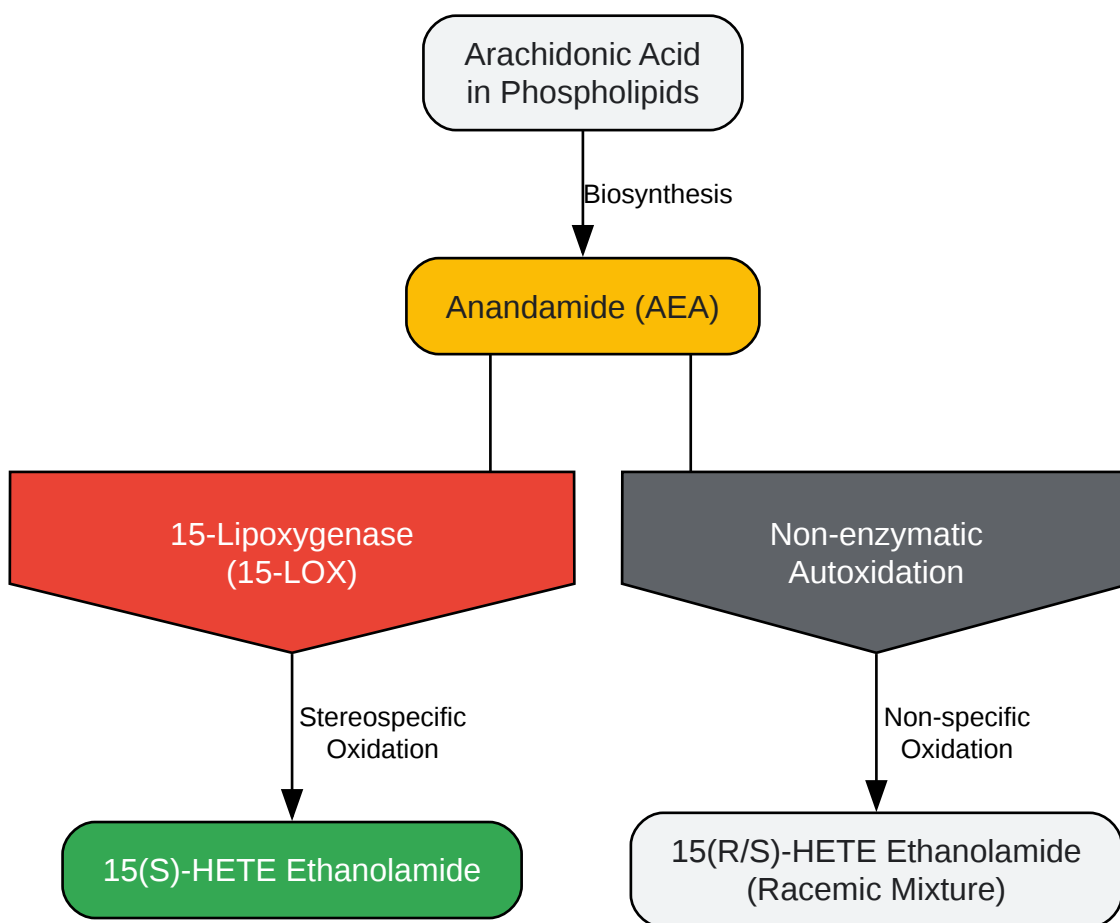 Arachidonic Acid
in Phospholipids
Biosynthesis
Anandamide (AEA)
15-Lipoxygenase
(15-LOX)
Non-enzymatic
Autoxidation
Stereospecific
Oxidation
Non-specific
Oxidation
15(S)-HETE Ethanolamide
15(R/S)-HETE Ethanolamide
(Racemic Mixture)